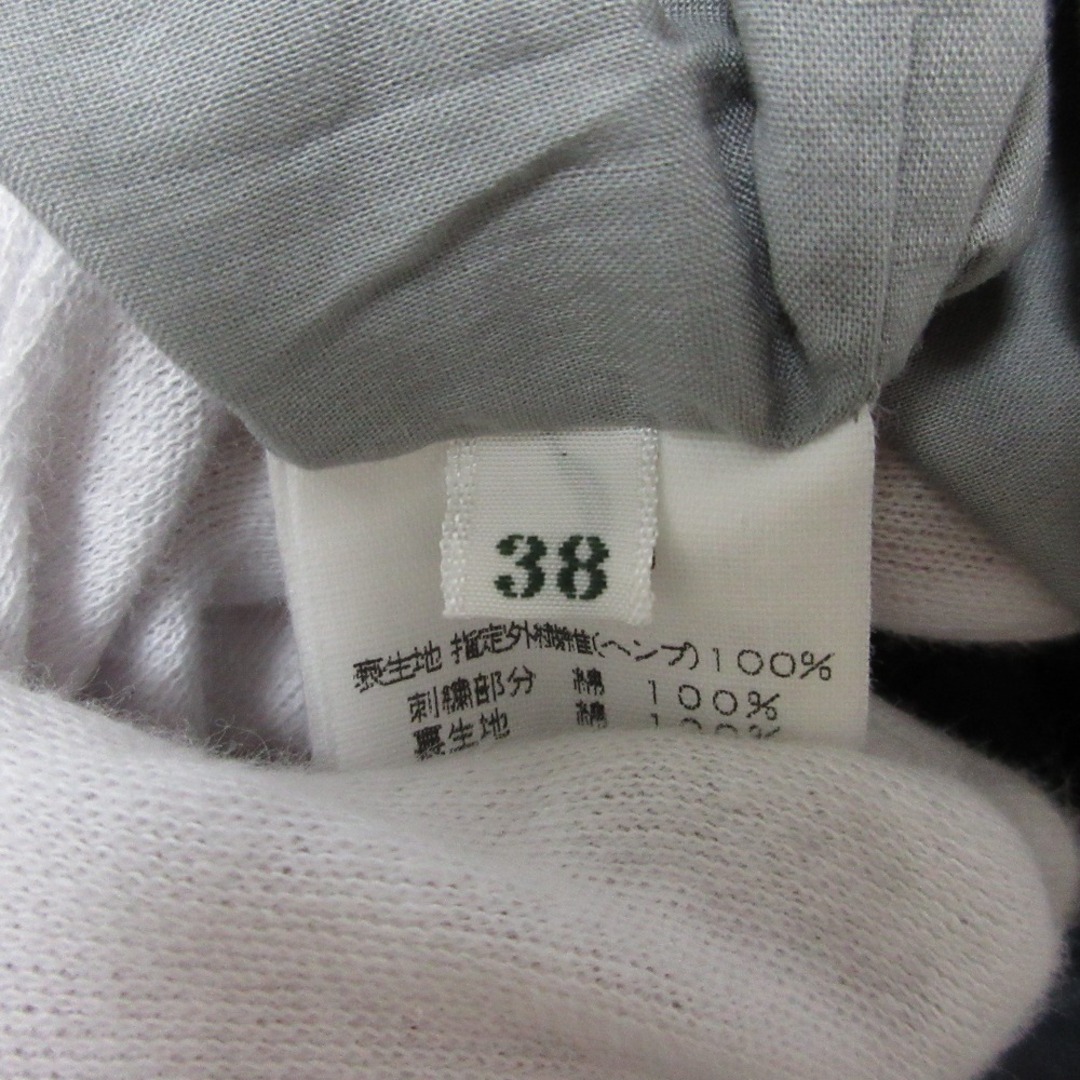 38
表生地 指定外繊維(ヘンプ)100%
刺繍部分 綿 100%
裏生地 綿 100%